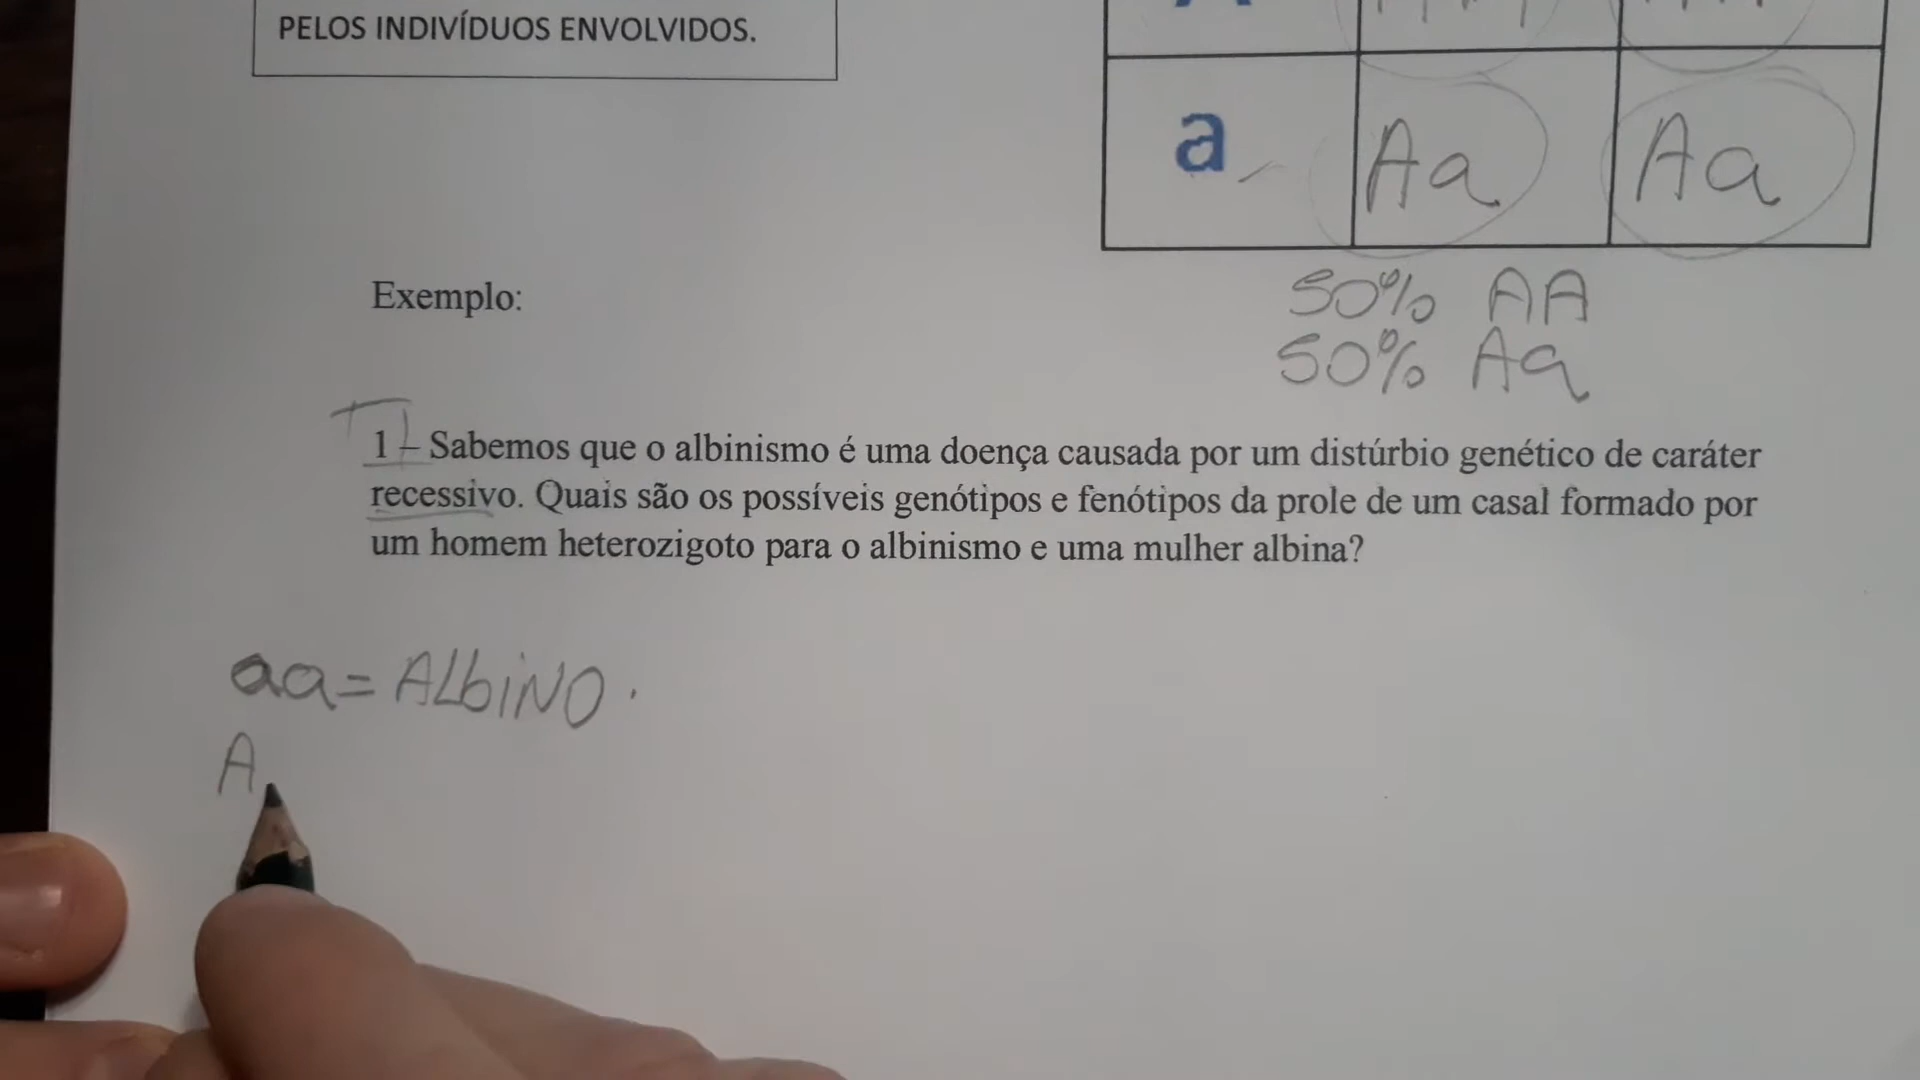 PELOS INDIVÍDUOS ENVOLVIDOS.
a Aa Aa
Exemplo:
50% AA
50% Aa
1 – Sabemos que o albinismo é uma doença causada por um distúrbio genético de caráter
recessivo. Quais são os possíveis genótipos e fenótipos da prole de um casal formado por
um homem heterozigoto para o albinismo e uma mulher albina?
aa = ALbiNO.
A